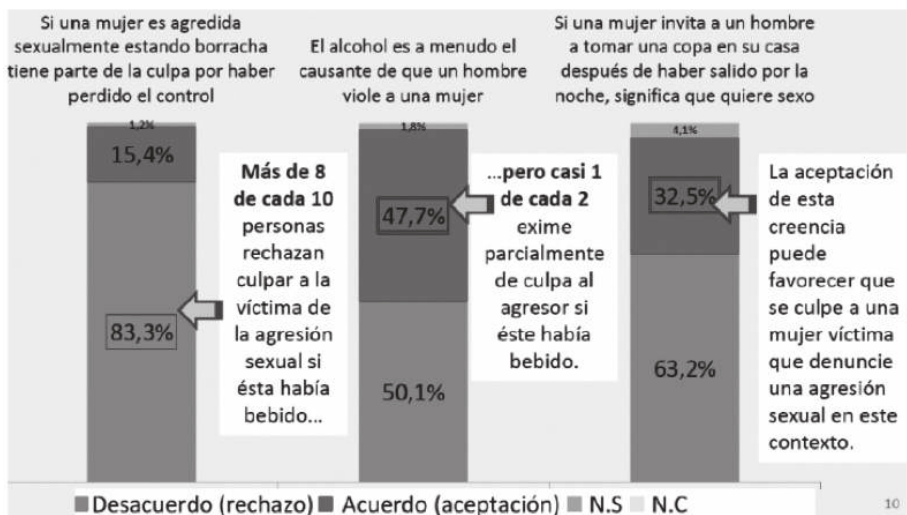 Si una mujer es agredida
sexualmente estando borracha
tiene parte de la culpa por haber
perdido el control
El alcohol es a menudo el
causante de que un hombre
viole a una mujer
Si una mujer invita a un hombre
a tomar una copa en su casa
después de haber salido por la
noche, significa que quiere sexo
1,2%
15,4%
83,3%
Más de 8
de cada 10
personas
rechazan
culpar a la
víctima de
la agresión
sexual si
ésta había
bebido...
1,8%
47,7%
50,1%
...pero casi 1
de cada 2
exime
parcialmente
de culpa al
agresor si
éste había
bebido.
4,1%
32,5%
63,2%
La aceptación
de esta
creencia
puede
favorecer que
se culpe a una
mujer víctima
que denuncie
una agresión
sexual en este
contexto.
Desacuerdo (rechazo) Acuerdo (aceptación) N.S N.C
10